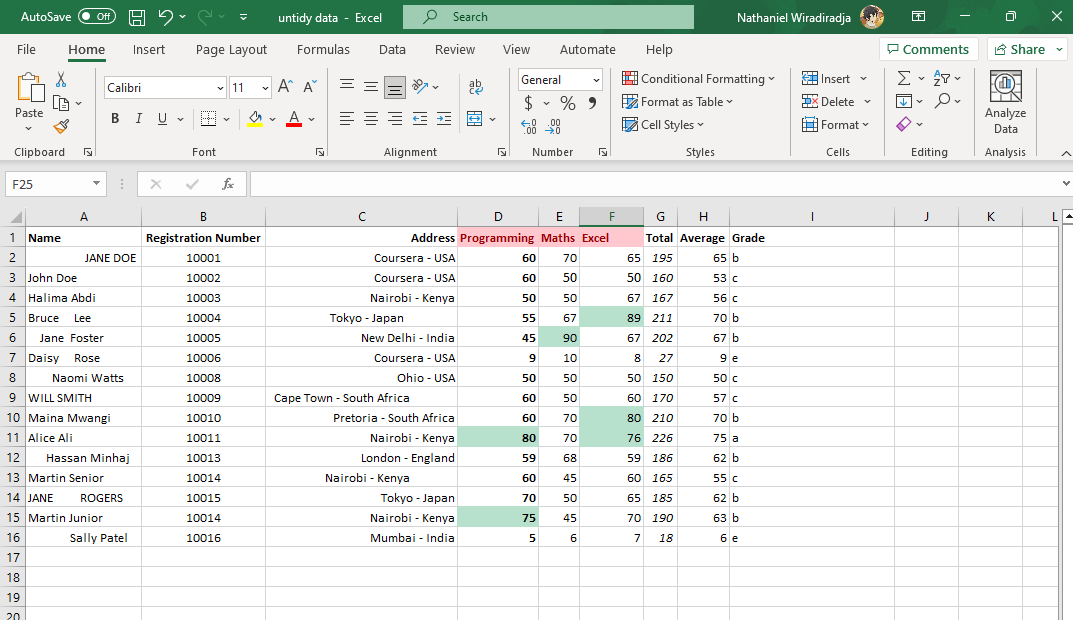 AutoSave Off untidy data - Excel Search Nathaniel Wiradiradja
File Home Insert Page Layout Formulas Data Review View Automate Help Comments Share
Calibri 11 A^ Aˇ ab General Conditional Formatting Insert Σ
Paste $ % 9 Format as Table Delete Analyze
B I U A .00 .00 Cell Styles Format Data
Clipboard Font Alignment Number Styles Cells Editing Analysis
F25 fx
A B C D E F G H I J K L
1 Name Registration Number Address Programming Maths Excel Total Average Grade
2 JANE DOE 10001 Coursera - USA 60 70 65 195 65 b
3 John Doe 10002 Coursera - USA 60 50 50 160 53 c
4 Halima Abdi 10003 Nairobi - Kenya 50 50 67 167 56 c
5 Bruce Lee 10004 Tokyo - Japan 55 67 89 211 70 b
6 Jane Foster 10005 New Delhi - India 45 90 67 202 67 b
7 Daisy Rose 10006 Coursera - USA 9 10 8 27 9 e
8 Naomi Watts 10008 Ohio - USA 50 50 50 150 50 c
9 WILL SMITH 10009 Cape Town - South Africa 60 50 60 170 57 c
10 Maina Mwangi 10010 Pretoria - South Africa 60 70 80 210 70 b
11 Alice Ali 10011 Nairobi - Kenya 80 70 76 226 75 a
12 Hassan Minhaj 10013 London - England 59 68 59 186 62 b
13 Martin Senior 10014 Nairobi - Kenya 60 45 60 165 55 c
14 JANE ROGERS 10015 Tokyo - Japan 70 50 65 185 62 b
15 Martin Junior 10014 Nairobi - Kenya 75 45 70 190 63 b
16 Sally Patel 10016 Mumbai - India 5 6 7 18 6 e
17
18
19
20